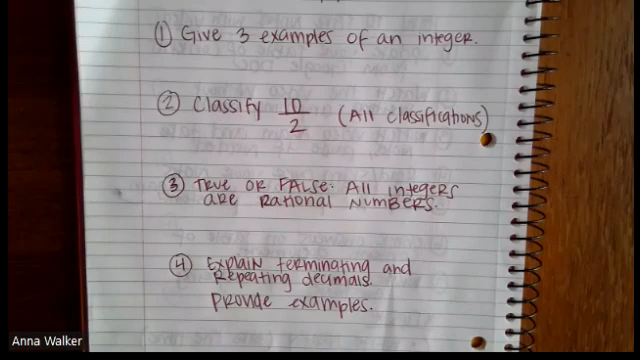 ① Give 3 examples of an integer.
② Classify 10/2 (All classifications)
③ TRUE OR FALSE: All integers
are Rational Numbers.
④ Explain terminating and
Repeating decimals.
Provide examples.
Anna Walker